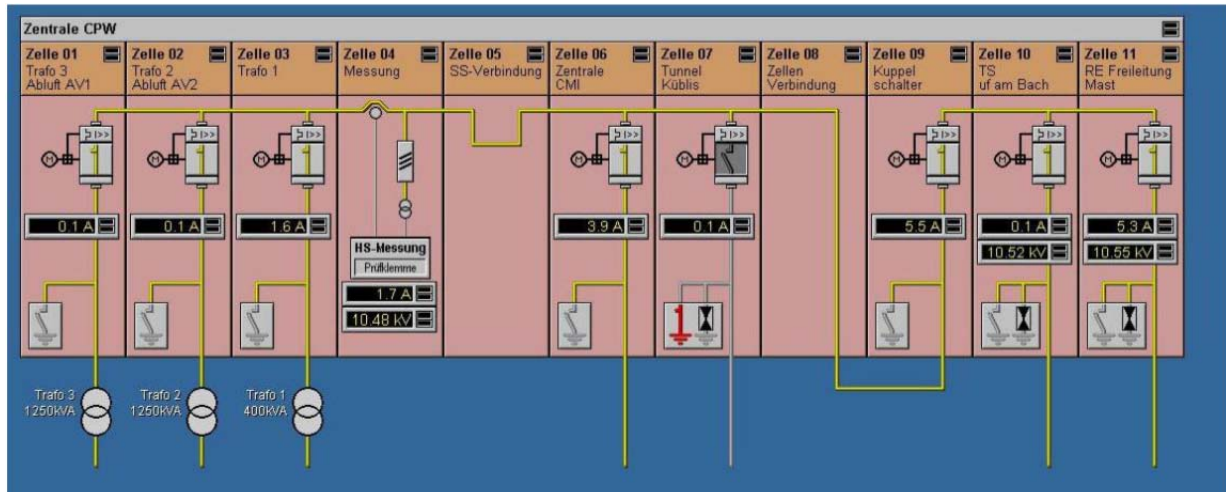 Zentrale CPW
Zelle 01
Trafo 3
Abluft AV1
Zelle 02
Trafo 2
Abluft AV2
Zelle 03
Trafo 1
Zelle 04
Messung
Zelle 05
SS-Verbindung
Zelle 06
Zentrale
CMI
Zelle 07
Tunnel
Küblis
Zelle 08
Zellen
Verbindung
Zelle 09
Kuppel
schalter
Zelle 10
TS
uf am Bach
Zelle 11
RE Freileitung
Mast
M
M
M
M
M
M
M
M
0.1 A
0.1 A
1.6 A
HS-Messung
Prüfklemme
1.7 A
10.48 kV
3.9 A
0.1 A
5.5 A
0.1 A
10.52 kV
5.3 A
10.55 kV
Trafo 3
1250kVA
Trafo 2
1250kVA
Trafo 1
400kVA